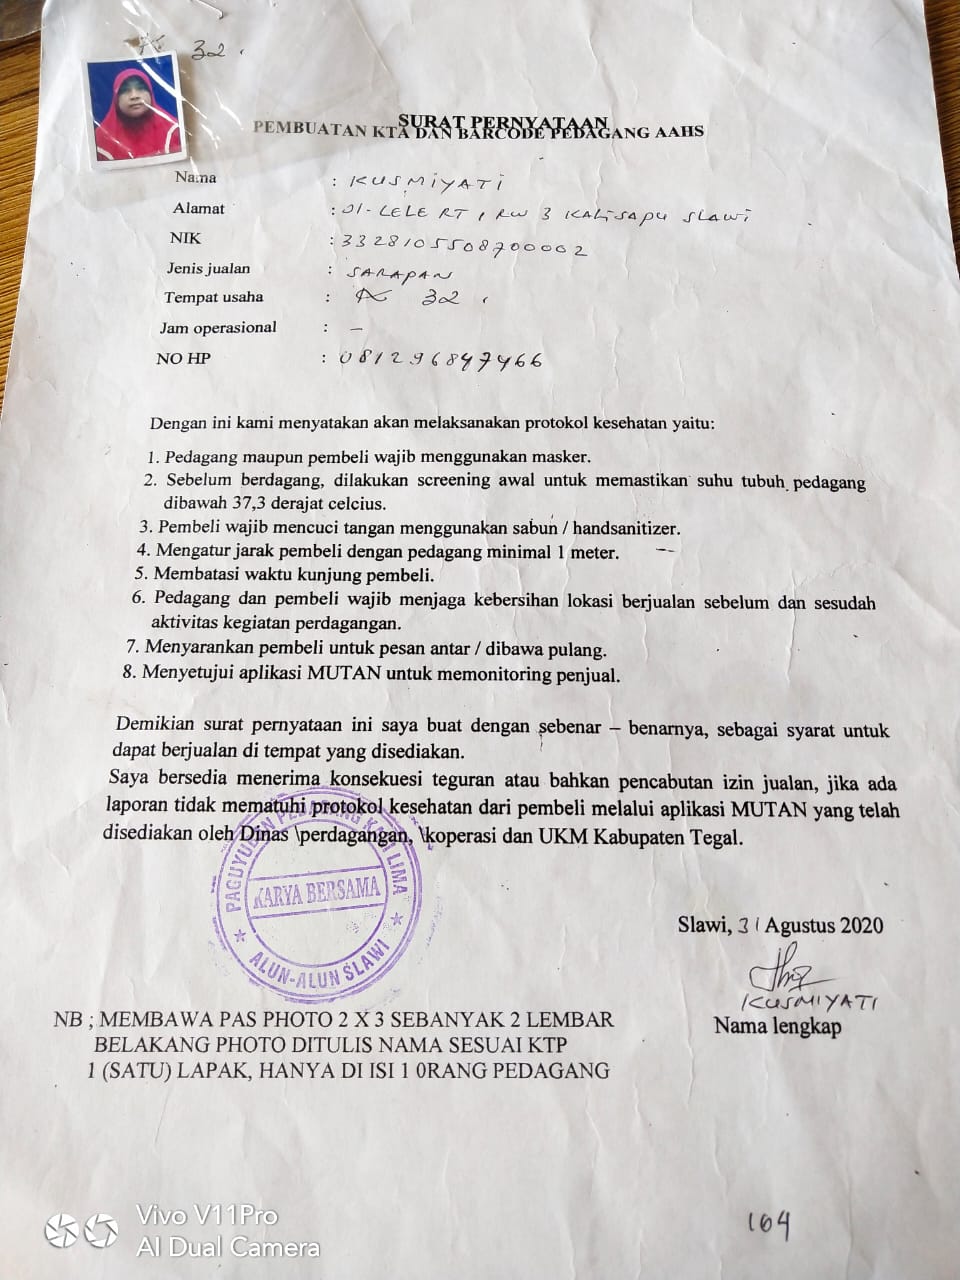 32.
SURAT PERNYATAAN
PEMBUATAN KTA DAN BARCODE PEDAGANG AAHS
Nama : KUSMIYATI
Alamat : Jl- LELE RT 1 RW 3 KALISAPU SLAWI
NIK : 3328105508700002
Jenis jualan : SARAPAN
Tempat usaha : 32.
Jam operasional : -
NO HP : 081296847466
Dengan ini kami menyatakan akan melaksanakan protokol kesehatan yaitu:
1. Pedagang maupun pembeli wajib menggunakan masker.
2. Sebelum berdagang, dilakukan screening awal untuk memastikan suhu tubuh pedagang
dibawah 37,3 derajat celcius.
3. Pembeli wajib mencuci tangan menggunakan sabun / handsanitizer.
4. Mengatur jarak pembeli dengan pedagang minimal 1 meter.
5. Membatasi waktu kunjung pembeli.
6. Pedagang dan pembeli wajib menjaga kebersihan lokasi berjualan sebelum dan sesudah
aktivitas kegiatan perdagangan.
7. Menyarankan pembeli untuk pesan antar / dibawa pulang.
8. Menyetujui aplikasi MUTAN untuk memonitoring penjual.
Demikian surat pernyataan ini saya buat dengan sebenar – benarnya, sebagai syarat untuk
dapat berjualan di tempat yang disediakan.
Saya bersedia menerima konsekuesi teguran atau bahkan pencabutan izin jualan, jika ada
laporan tidak mematuhi protokol kesehatan dari pembeli melalui aplikasi MUTAN yang telah
disediakan oleh Dinas \perdagangan, \koperasi dan UKM Kabupaten Tegal.
PAGUYUBAN PEDAGANG KAKI LIMA
KARYA BERSAMA
ALUN-ALUN SLAWI
Slawi, 31 Agustus 2020
KUSMIYATI
Nama lengkap
NB ; MEMBAWA PAS PHOTO 2 X 3 SEBANYAK 2 LEMBAR
BELAKANG PHOTO DITULIS NAMA SESUAI KTP
1 (SATU) LAPAK, HANYA DI ISI 1 0RANG PEDAGANG
104
Vivo V11Pro
AI Dual Camera